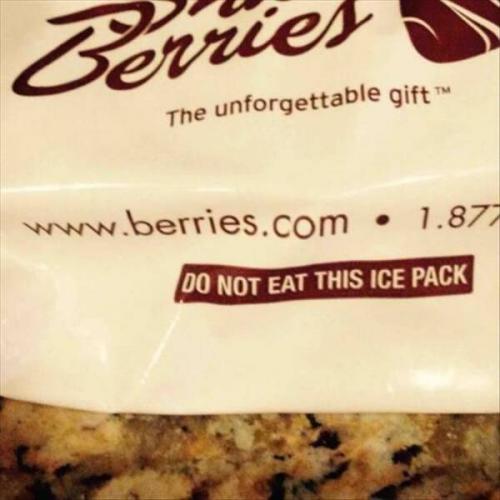 Berries
The unforgettable gift™
www.berries.com • 1.877
DO NOT EAT THIS ICE PACK